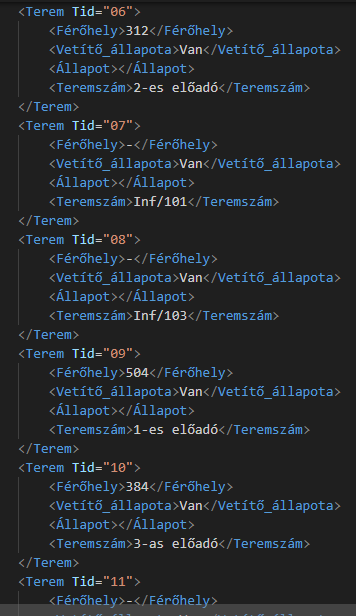 <Terem Tid="06">
<Férőhely>312</Férőhely>
<Vetítő_állapota>Van</Vetítő_állapota>
<Állapot></Állapot>
<Teremszám>2-es előadó</Teremszám>
</Terem>
<Terem Tid="07">
<Férőhely>-</Férőhely>
<Vetítő_állapota>Van</Vetítő_állapota>
<Állapot></Állapot>
<Teremszám>Inf/101</Teremszám>
</Terem>
<Terem Tid="08">
<Férőhely>-</Férőhely>
<Vetítő_állapota>Van</Vetítő_állapota>
<Állapot></Állapot>
<Teremszám>Inf/103</Teremszám>
</Terem>
<Terem Tid="09">
<Férőhely>504</Férőhely>
<Vetítő_állapota>Van</Vetítő_állapota>
<Állapot></Állapot>
<Teremszám>1-es előadó</Teremszám>
</Terem>
<Terem Tid="10">
<Férőhely>384</Férőhely>
<Vetítő_állapota>Van</Vetítő_állapota>
<Állapot></Állapot>
<Teremszám>3-as előadó</Teremszám>
</Terem>
<Terem Tid="11">
<Férőhely>-</Férőhely>